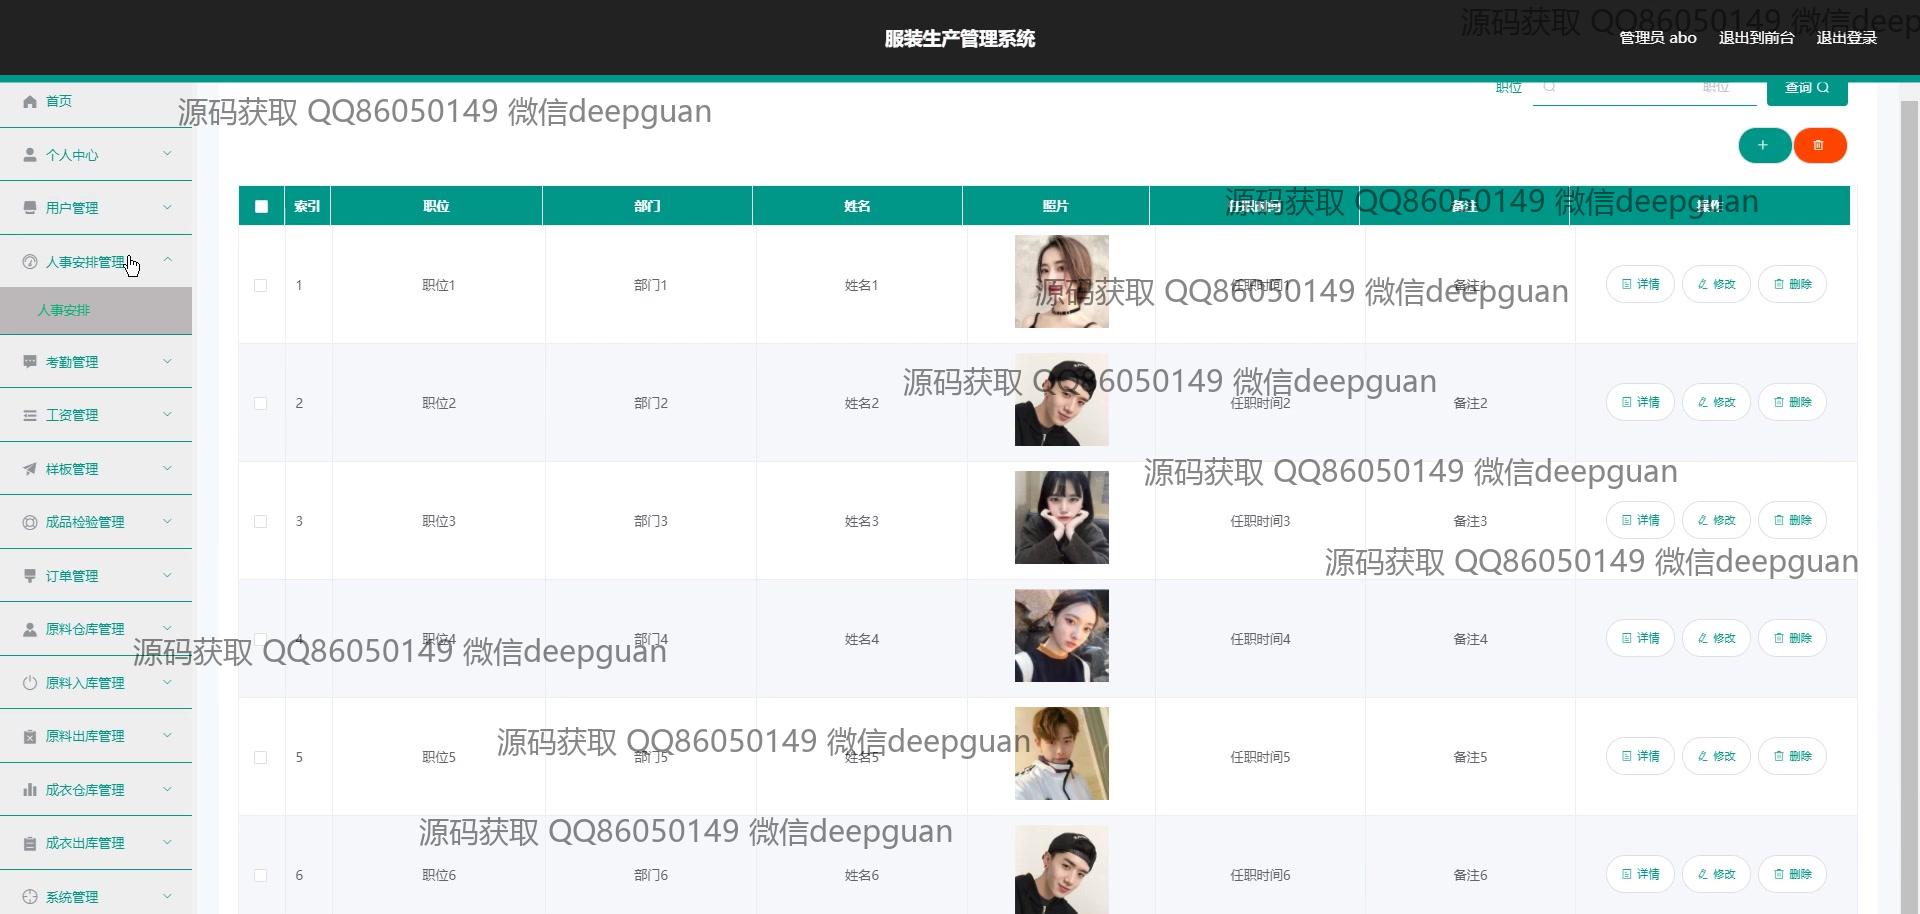 服装生产管理系统
管理员 abo 退出到前台 退出登录
源码获取 QQ86050149 微信deepg
首页
职位 职位 查询
源码获取 QQ86050149 微信deepguan
个人中心
用户管理
索引 职位 部门 姓名 照片 任职时间 备注 操作
源码获取 QQ86050149 微信deepguan
人事安排管理
1 职位1 部门1 姓名1 任职时间1 备注1 详情 修改 删除
源码获取 QQ86050149 微信deepguan
人事安排
考勤管理
源码获取 QQ86050149 微信deepguan
2 职位2 部门2 姓名2 任职时间2 备注2 详情 修改 删除
工资管理
样板管理
源码获取 QQ86050149 微信deepguan
成品检验管理
3 职位3 部门3 姓名3 任职时间3 备注3 详情 修改 删除
源码获取 QQ86050149 微信deepguan
订单管理
原料仓库管理
4 职位4 部门4 姓名4 任职时间4 备注4 详情 修改 删除
源码获取 QQ86050149 微信deepguan
原料入库管理
原料出库管理
源码获取 QQ86050149 微信deepguan
5 职位5 部门5 姓名5 任职时间5 备注5 详情 修改 删除
成衣仓库管理
源码获取 QQ86050149 微信deepguan
成衣出库管理
6 职位6 部门6 姓名6 任职时间6 备注6 详情 修改 删除
系统管理